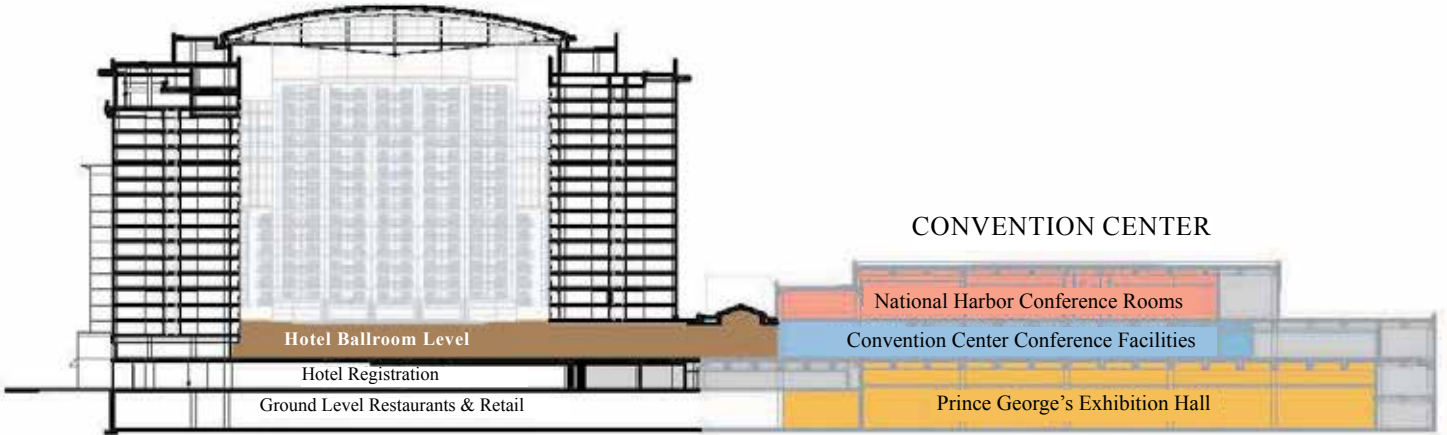 CONVENTION CENTER
National Harbor Conference Rooms
Hotel Ballroom Level
Convention Center Conference Facilities
Hotel Registration
Ground Level Restaurants & Retail
Prince George’s Exhibition Hall